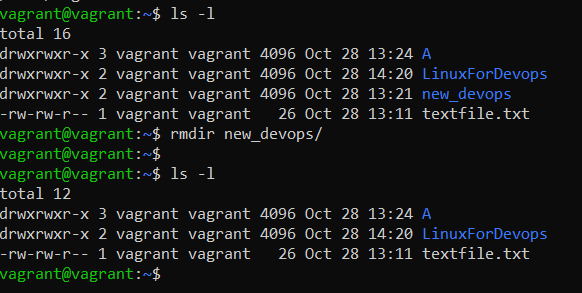 vagrant@vagrant:~$ ls -l
total 16
drwxrwxr-x 3 vagrant vagrant 4096 Oct 28 13:24 A
drwxrwxr-x 2 vagrant vagrant 4096 Oct 28 14:20 LinuxForDevops
drwxrwxr-x 2 vagrant vagrant 4096 Oct 28 13:21 new_devops
-rw-rw-r-- 1 vagrant vagrant   26 Oct 28 13:11 textfile.txt
vagrant@vagrant:~$ rmdir new_devops/
vagrant@vagrant:~$
vagrant@vagrant:~$ ls -l
total 12
drwxrwxr-x 3 vagrant vagrant 4096 Oct 28 13:24 A
drwxrwxr-x 2 vagrant vagrant 4096 Oct 28 14:20 LinuxForDevops
-rw-rw-r-- 1 vagrant vagrant   26 Oct 28 13:11 textfile.txt
vagrant@vagrant:~$